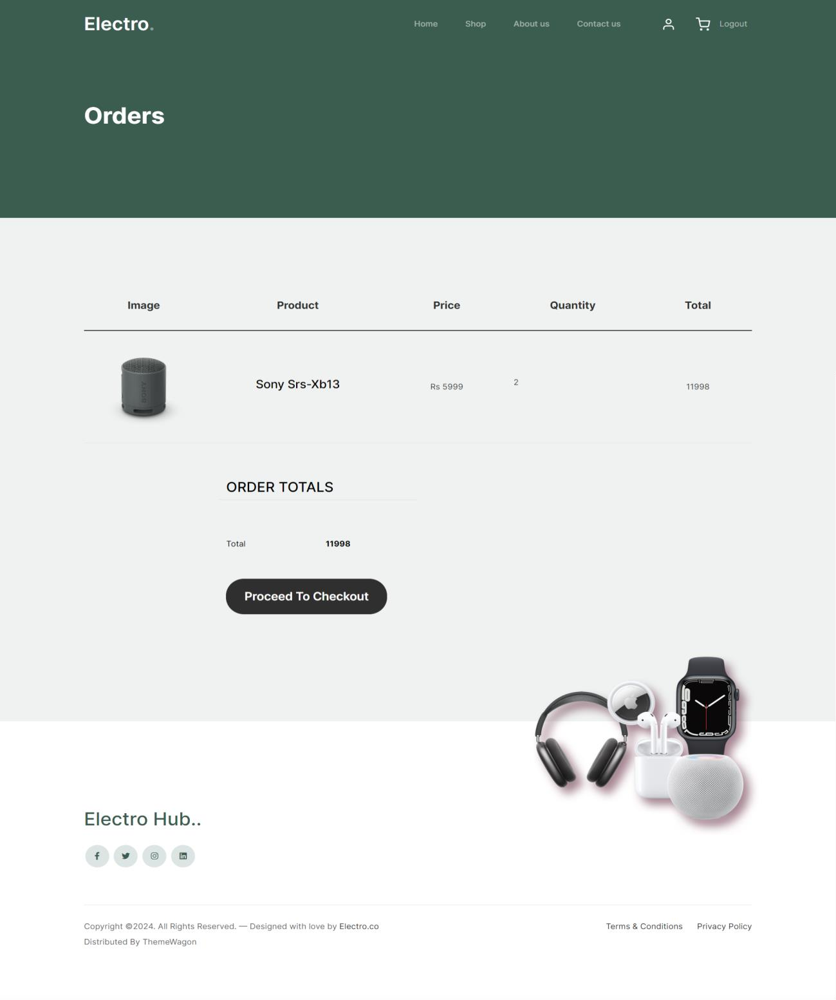 Electro.
Home Shop About us Contact us Logout
Orders
Image Product Price Quantity Total
SONY
Sony Srs-Xb13 Rs 5999 2 11998
ORDER TOTALS
Total 11998
Proceed To Checkout
Electro Hub..
Copyright ©2024. All Rights Reserved. — Designed with love by Electro.co
Terms & Conditions Privacy Policy
Distributed By ThemeWagon